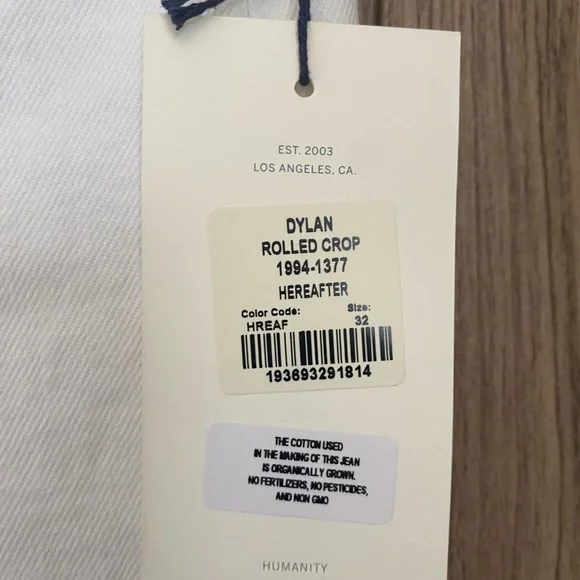 EST. 2003
LOS ANGELES, CA.
DYLAN
ROLLED CROP
1994-1377
HEREAFTER
Color Code: Size:
HREAF 32
193693291814
THE COTTON USED
IN THE MAKING OF THIS JEAN
IS ORGANICALLY GROWN.
NO FERTILIZERS, NO PESTICIDES,
AND NON GMO
HUMANITY